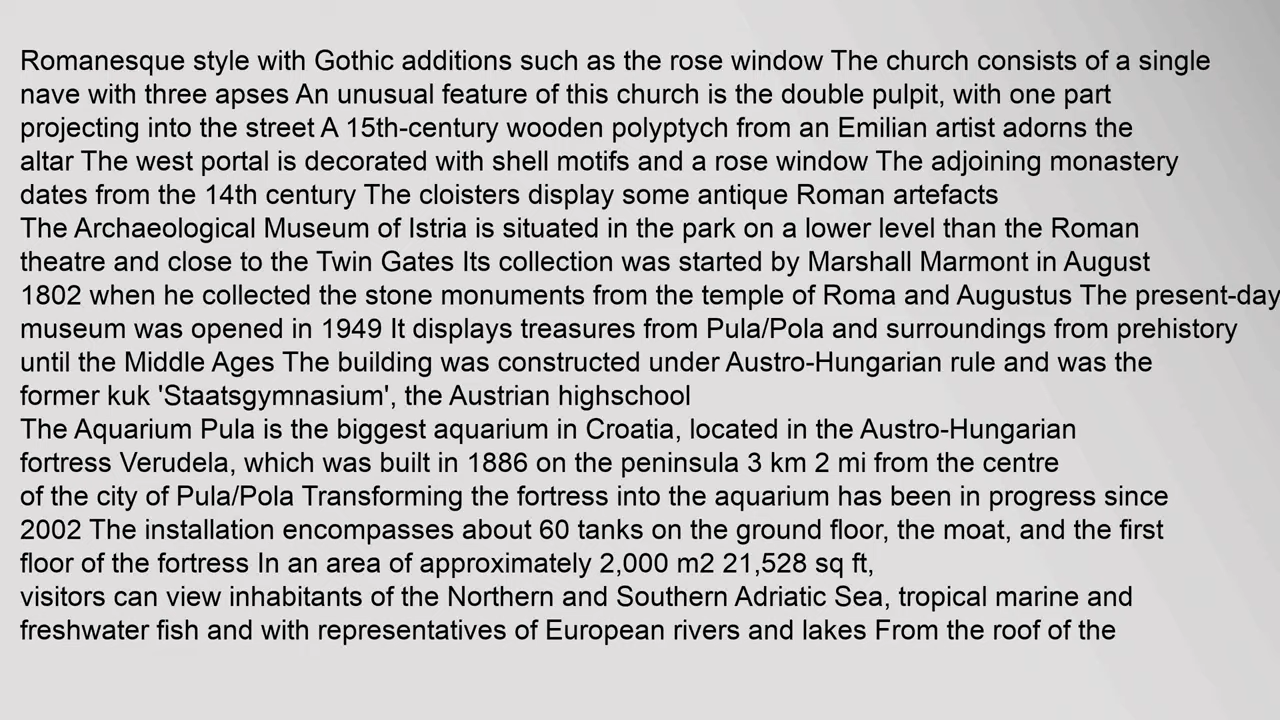 Romanesque style with Gothic additions such as the rose window The church consists of a single
nave with three apses An unusual feature of this church is the double pulpit, with one part
projecting into the street A 15th-century wooden polyptych from an Emilian artist adorns the
altar The west portal is decorated with shell motifs and a rose window The adjoining monastery
dates from the 14th century The cloisters display some antique Roman artefacts
The Archaeological Museum of Istria is situated in the park on a lower level than the Roman
theatre and close to the Twin Gates Its collection was started by Marshall Marmont in August
1802 when he collected the stone monuments from the temple of Roma and Augustus The present-day
museum was opened in 1949 It displays treasures from Pula/Pola and surroundings from prehistory
until the Middle Ages The building was constructed under Austro-Hungarian rule and was the
former kuk 'Staatsgymnasium', the Austrian highschool
The Aquarium Pula is the biggest aquarium in Croatia, located in the Austro-Hungarian
fortress Verudela, which was built in 1886 on the peninsula 3 km 2 mi from the centre
of the city of Pula/Pola Transforming the fortress into the aquarium has been in progress since
2002 The installation encompasses about 60 tanks on the ground floor, the moat, and the first
floor of the fortress In an area of approximately 2,000 m2 21,528 sq ft,
visitors can view inhabitants of the Northern and Southern Adriatic Sea, tropical marine and
freshwater fish and with representatives of European rivers and lakes From the roof of the